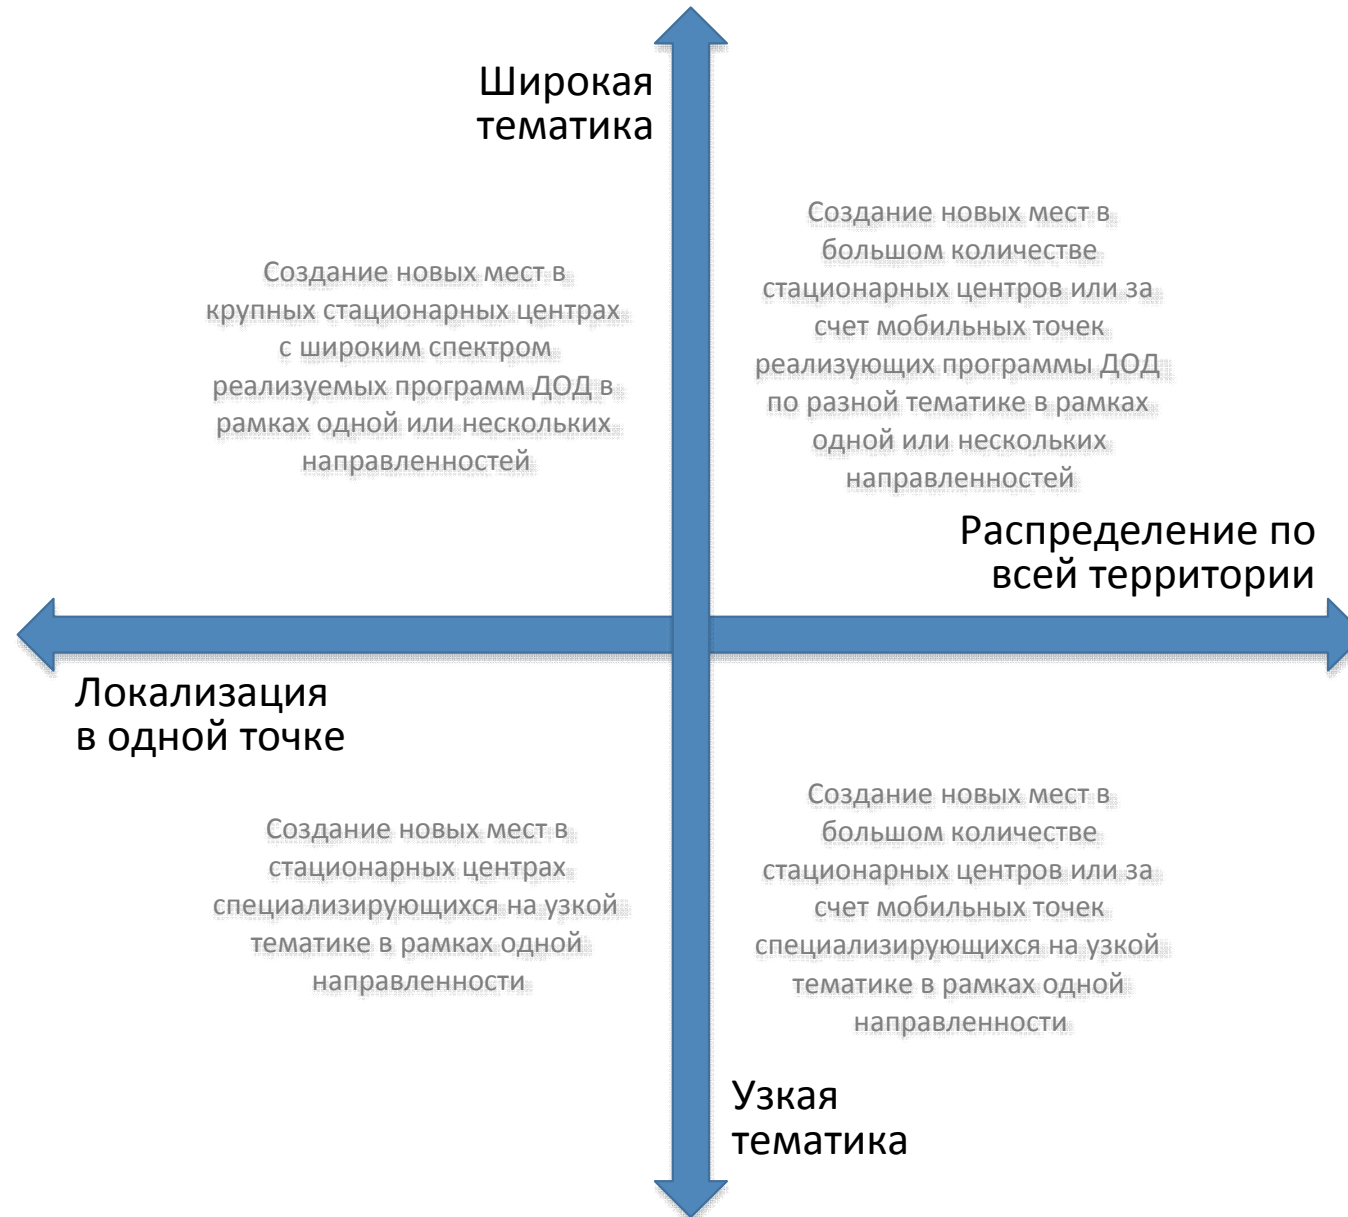 Широкая
тематика
Создание новых мест в
крупных стационарных центрах
с широким спектром
реализуемых программ ДОД в
рамках одной или нескольких
направленностей
Создание новых мест в
большом количестве
стационарных центров или за
счет мобильных точек
реализующих программы ДОД
по разной тематике в рамках
одной или нескольких
направленностей
Распределение по
всей территории
Локализация
в одной точке
Создание новых мест в
стационарных центрах
специализирующихся на узкой
тематике в рамках одной
направленности
Создание новых мест в
большом количестве
стационарных центров или за
счет мобильных точек
специализирующихся на узкой
тематике в рамках одной
направленности
Узкая
тематика